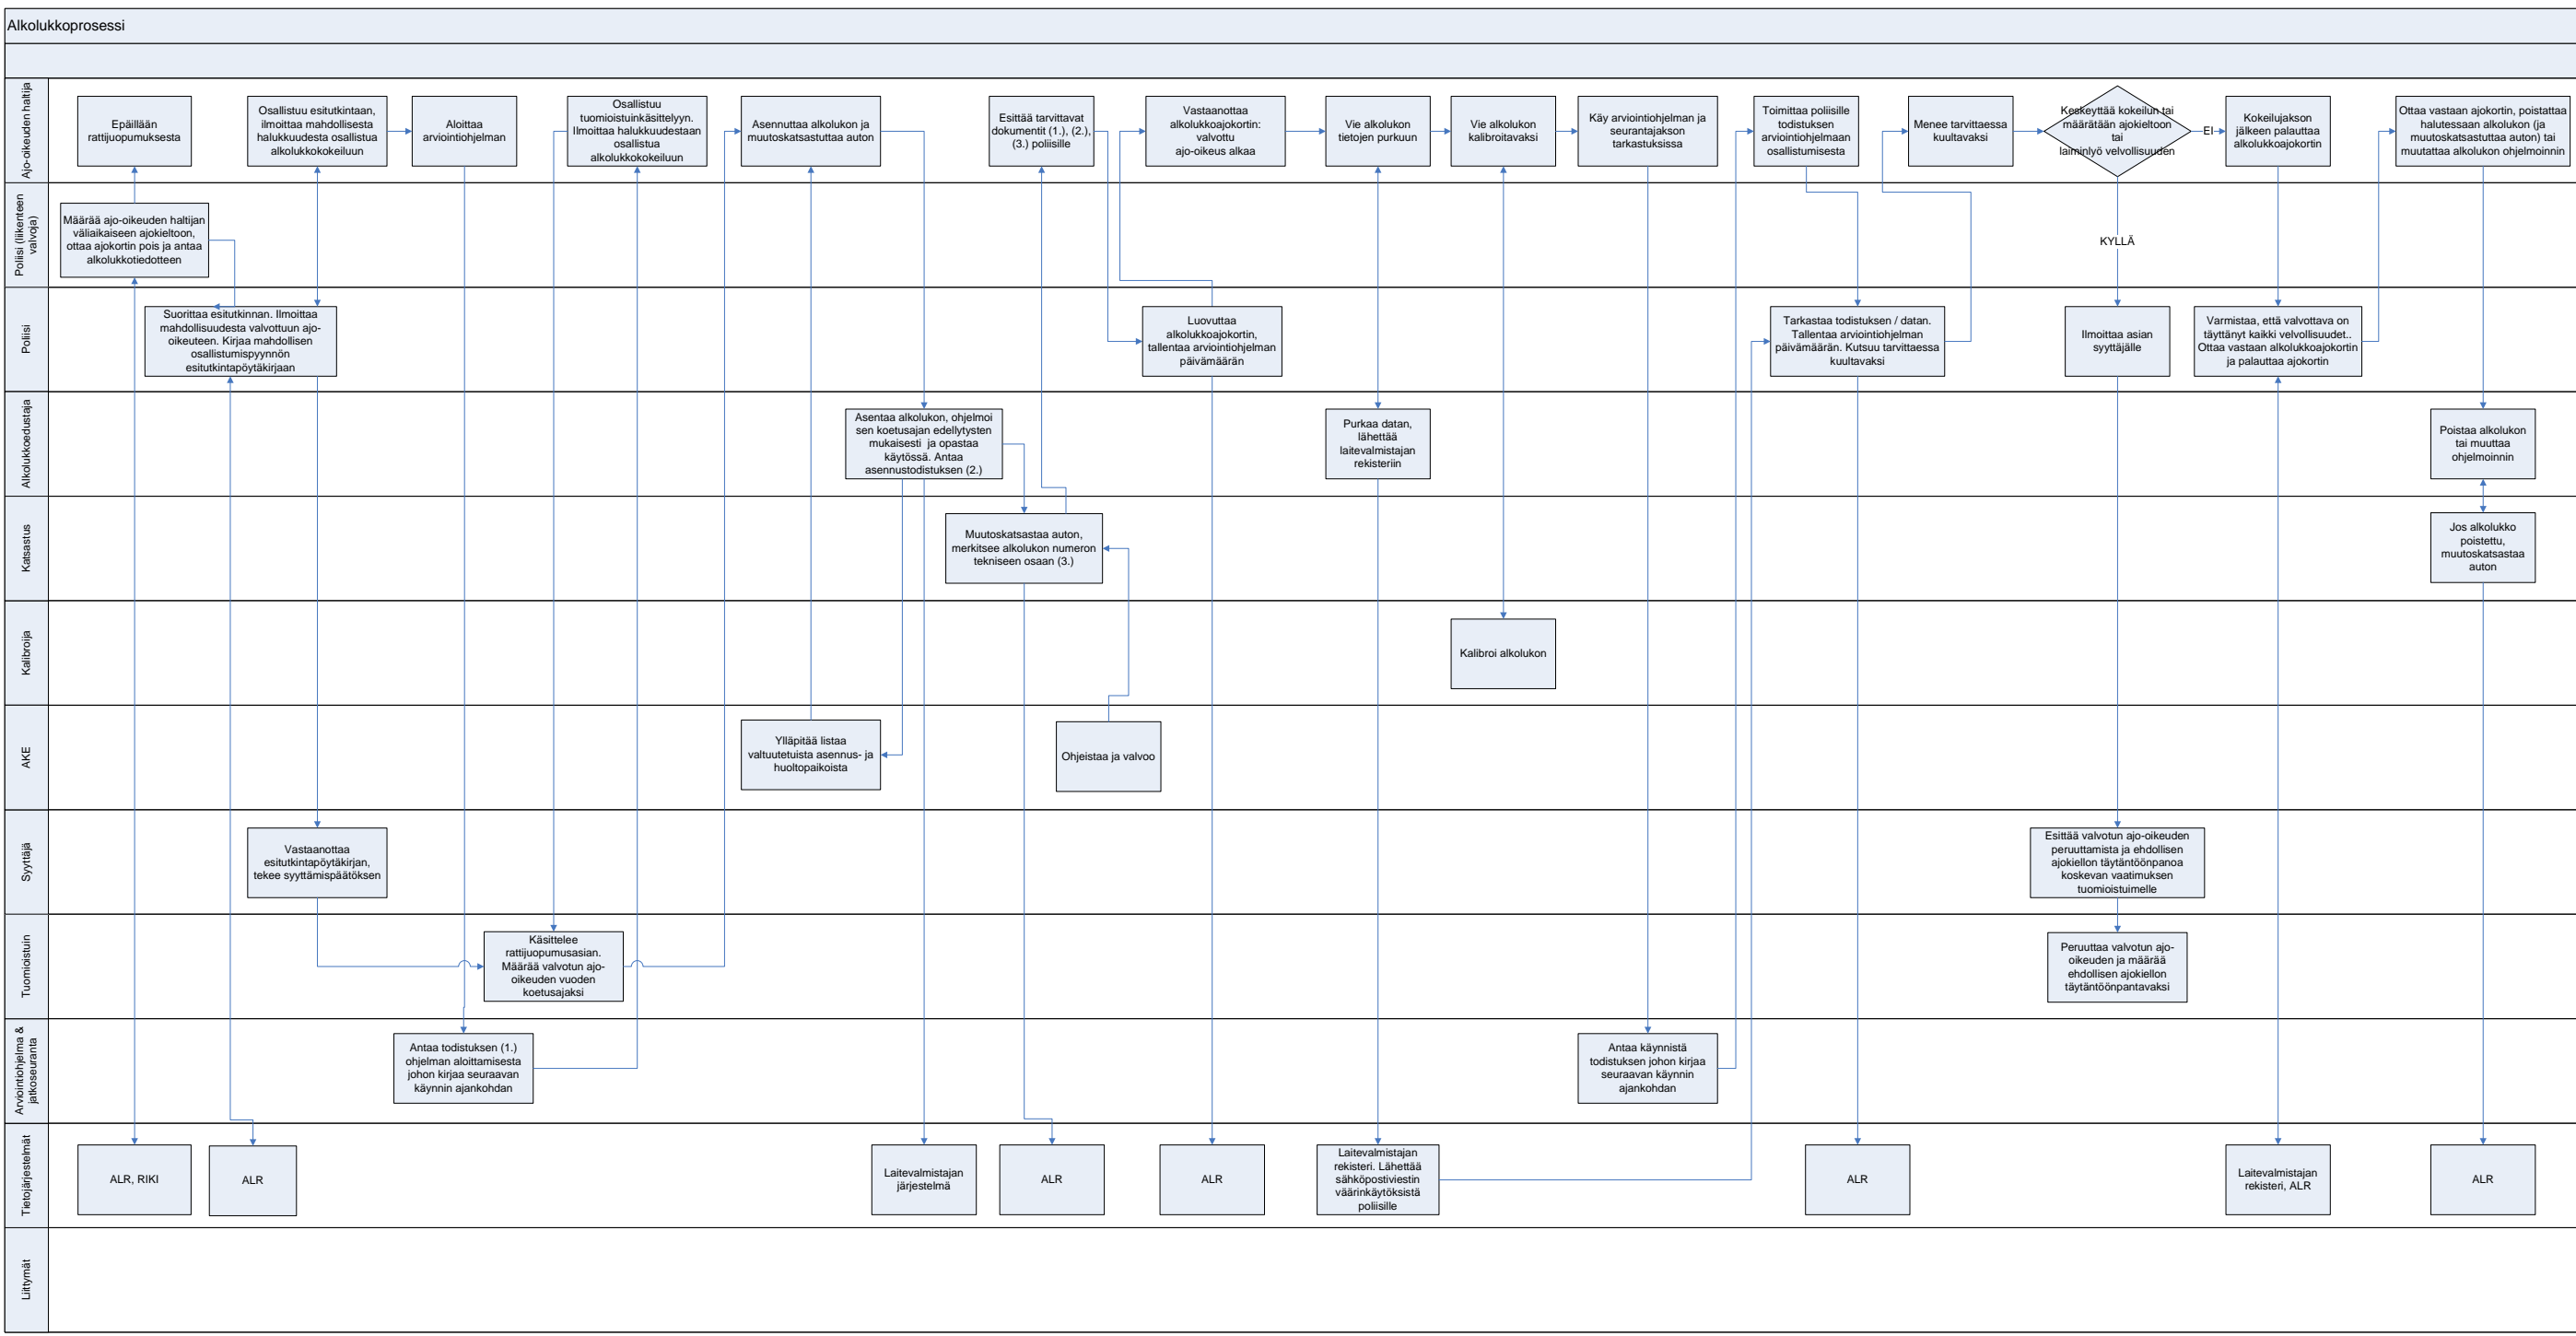 Alkolukkoprosessi
Ajo-oikeuden haltija
Epäillään
rattijuopumuksesta
Osallistuu esitutkintaan,
ilmoittaa mahdollisesta
halukkuudesta osallistua
alkolukkokokeiluun
Aloittaa
arviointiohjelman
Osallistuu
tuomioistuinkäsittelyyn.
Ilmoittaa halukkuudestaan
osallistua
alkolukkokokeiluun
Asennuttaa alkolukon ja
muutoskatsastuttaa auton
Esittää tarvittavat
dokumentit (1.), (2.),
(3.) poliisille
Vastaanottaa
alkolukkoajokortin:
valvottu
ajo-oikeus alkaa
Vie alkolukon
tietojen purkuun
Vie alkolukon
kalibroitavaksi
Käy arviointiohjelman ja
seurantajakson
tarkastuksissa
Toimittaa poliisille
todistuksen
arviointiohjelmaan
osallistumisesta
Menee tarvittaessa
kuultavaksi
Keskeyttää kokeilun tai
määrätään ajokieltoon
tai
laiminlyö velvollisuuden
EI
Kokeilujakson
jälkeen palauttaa
alkolukkoajokortin
Ottaa vastaan ajokortin, poistattaa
halutessaan alkolukon (ja
muutoskatsastuttaa auton) tai
muutattaa alkolukon ohjelmoinnin
Poliisi (liikenteen
valvoja)
Määrää ajo-oikeuden haltijan
väliaikaiseen ajokieltoon,
ottaa ajokortin pois ja antaa
alkolukkotiedotteen
KYLLÄ
Poliisi
Suorittaa esitutkinnan. Ilmoittaa
mahdollisuudesta valvottuun ajo-
oikeuteen. Kirjaa mahdollisen
osallistumispyynnön
esitutkintapöytäkirjaan
Luovuttaa
alkolukkoajokortin,
tallentaa arviointiohjelman
päivämäärän
Tarkastaa todistuksen / datan.
Tallentaa arviointiohjelman
päivämäärän. Kutsuu tarvittaessa
kuultavaksi
Ilmoittaa asian
syyttäjälle
Varmistaa, että valvottava on
täyttänyt kaikki velvollisuudet..
Ottaa vastaan alkolukkoajokortin
ja palauttaa ajokortin
Alkolukkoedustaja
Asentaa alkolukon, ohjelmoi
sen koetusajan edellytysten
mukaisesti ja opastaa
käytössä. Antaa
asennustodistuksen (2.)
Purkaa datan,
lähettää
laitevalmistajan
rekisteriin
Poistaa alkolukon
tai muuttaa
ohjelmoinnin
Katsastus
Muutoskatsastaa auton,
merkitsee alkolukon numeron
tekniseen osaan (3.)
Jos alkolukko
poistettu,
muutoskatsastaa
auton
Kalibroija
Kalibroi alkolukon
AKE
Ylläpitää listaa
valtuutetuista asennus- ja
huoltopaikoista
Ohjeistaa ja valvoo
Syyttäjä
Vastaanottaa
esitutkintapöytäkirjan,
tekee syyttämispäätöksen
Esittää valvotun ajo-oikeuden
peruuttamista ja ehdollisen
ajokiellon täytäntöönpanoa
koskevan vaatimuksen
tuomioistuimelle
Tuomioistuin
Käsittelee
rattijuopumusasian.
Määrää valvotun ajo-
oikeuden vuoden
koetusajaksi
Peruuttaa valvotun ajo-
oikeuden ja määrää
ehdollisen ajokiellon
täytäntöönpantavaksi
Arviointiohjelma &
jatkoseuranta
Antaa todistuksen (1.)
ohjelman aloittamisesta
johon kirjaa seuraavan
käynnin ajankohdan
Antaa käynnistä
todistuksen johon kirjaa
seuraavan käynnin
ajankohdan
Tietojärjestelmät
ALR, RIKI
ALR
Laitevalmistajan
järjestelmä
ALR
ALR
Laitevalmistajan
rekisteri. Lähettää
sähköpostiviestin
väärinkäytöksistä
poliisille
ALR
Laitevalmistajan
rekisteri, ALR
ALR
Liittymät